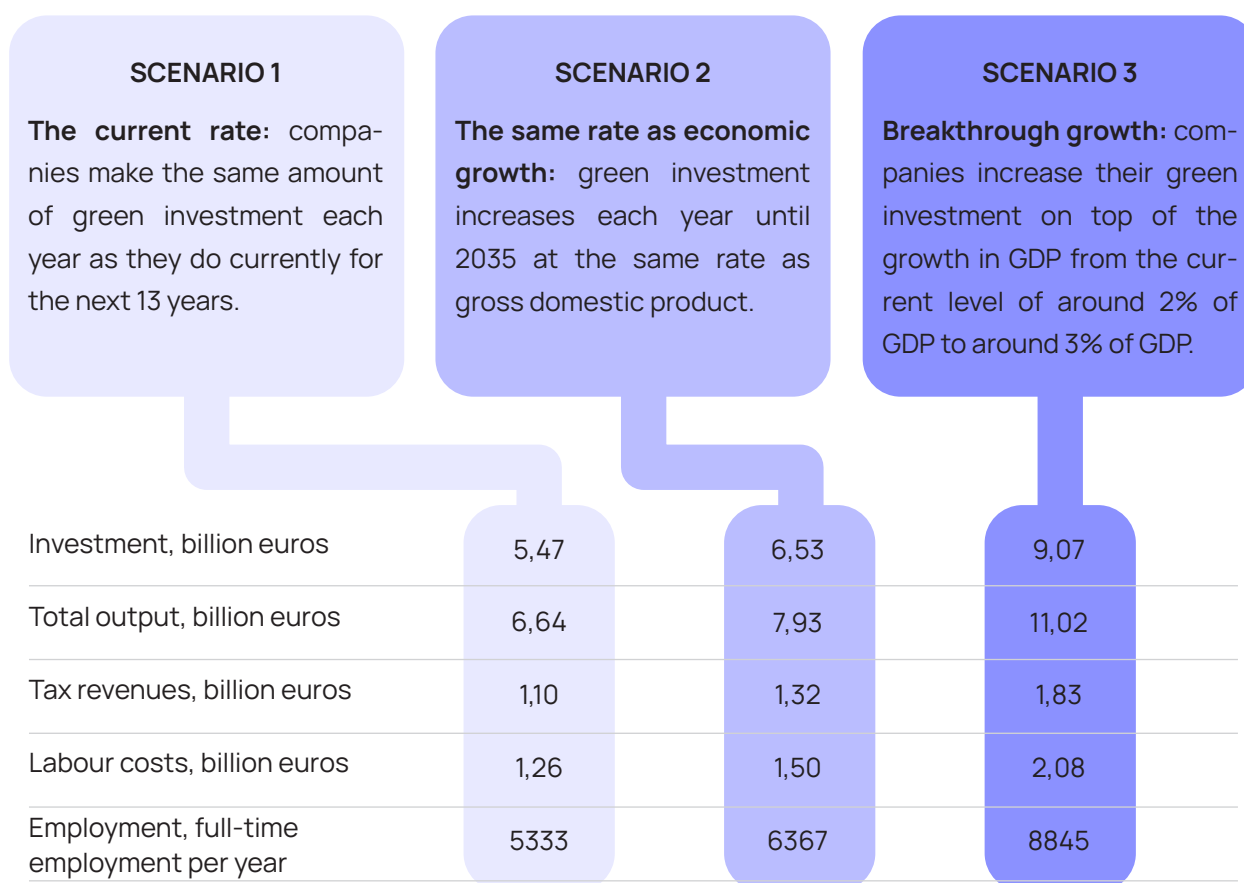 SCENARIO 1
The current rate: compa-
nies make the same amount
of green investment each
year as they do currently for
the next 13 years.
SCENARIO 2
The same rate as economic
growth: green investment
increases each year until
2035 at the same rate as
gross domestic product.
SCENARIO 3
Breakthrough growth: com-
panies increase their green
investment on top of the
growth in GDP from the cur-
rent level of around 2% of
GDP to around 3% of GDP.
Investment, billion euros 5,47 6,53 9,07
Total output, billion euros 6,64 7,93 11,02
Tax revenues, billion euros 1,10 1,32 1,83
Labour costs, billion euros 1,26 1,50 2,08
Employment, full-time
employment per year 5333 6367 8845